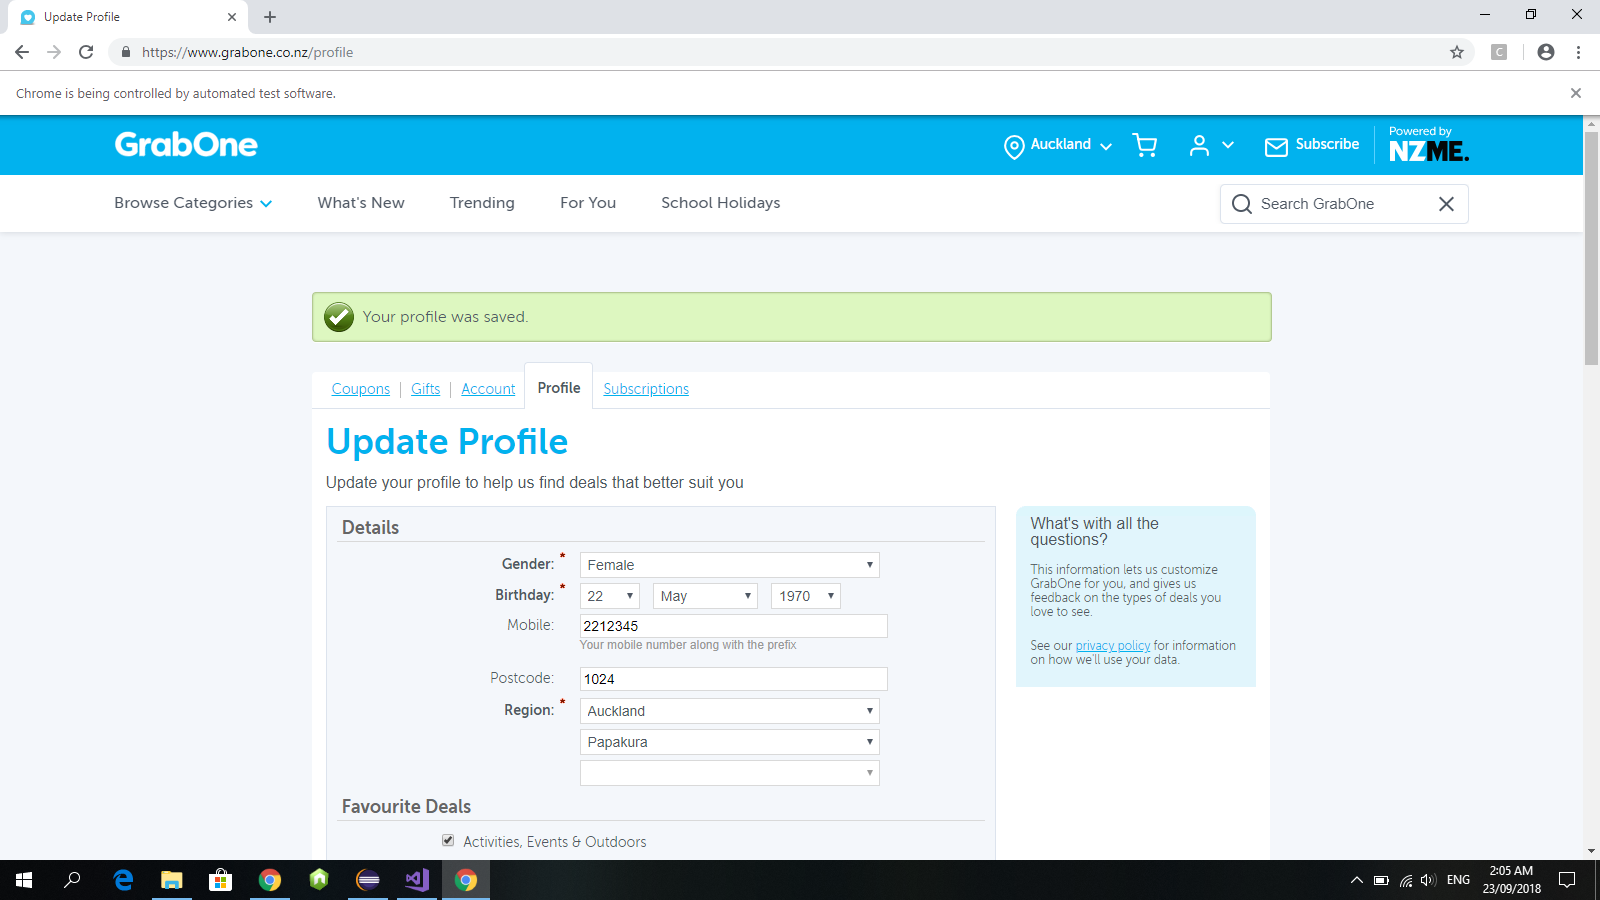 Update Profile
https://www.grabone.co.nz/profile
C
Chrome is being controlled by automated test software.
GrabOne
Auckland
Subscribe
Powered by
NZME.
Browse Categories
What's New
Trending
For You
School Holidays
Search GrabOne
Your profile was saved.
Coupons | Gifts | Account
Profile
Subscriptions
Update Profile
Update your profile to help us find deals that better suit you
Details
Gender: *
Female
Birthday: *
22
May
1970
Mobile:
2212345
Your mobile number along with the prefix
Postcode:
1024
Region: *
Auckland
Papakura
Favourite Deals
Activities, Events & Outdoors
What's with all the
questions?
This information lets us customize
GrabOne for you, and gives us
feedback on the types of deals you
love to see.
See our privacy policy for information
on how we'll use your data.
ENG
2:05 AM
23/09/2018